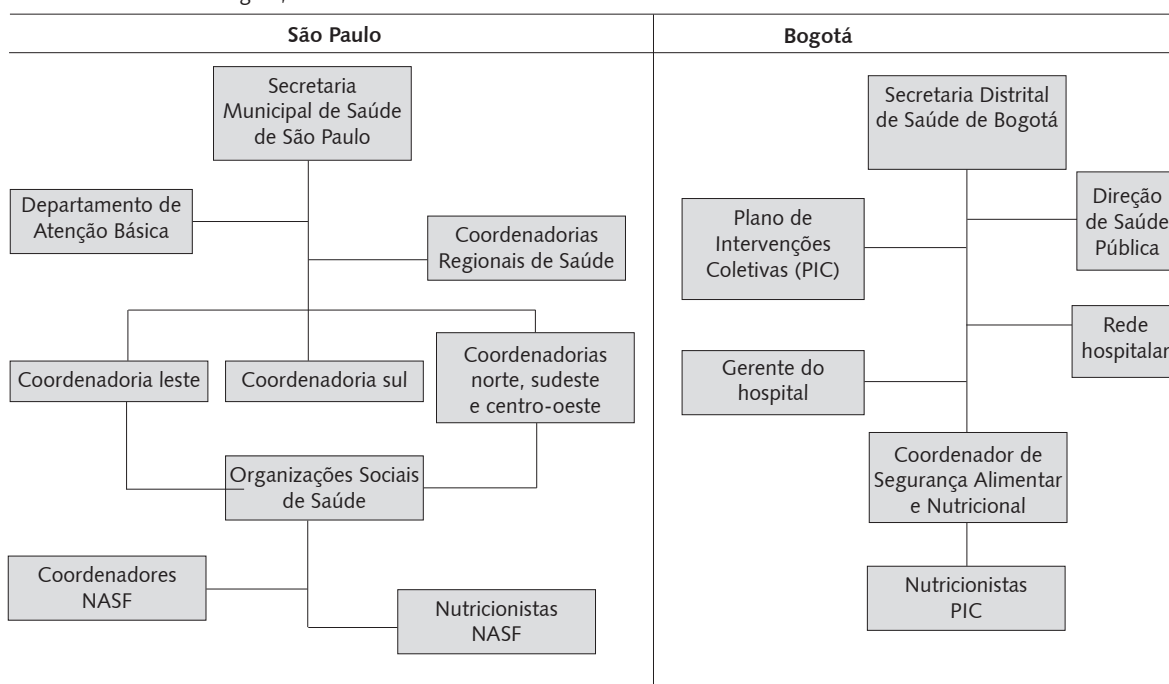 São Paulo
Secretaria
Municipal de Saúde
de São Paulo
Departamento de
Atenção Básica
Coordenadorias
Regionais de Saúde
Coordenadoria leste
Coordenadoria sul
Coordenadorias
norte, sudeste
e centro-oeste
Organizações Sociais
de Saúde
Coordenadores
NASF
Nutricionistas
NASF
Bogotá
Secretaria Distrital
de Saúde de Bogotá
Direção
de Saúde
Pública
Plano de
Intervenções
Coletivas (PIC)
Rede
hospitalar
Gerente do
hospital
Coordenador de
Segurança Alimentar
e Nutricional
Nutricionistas
PIC